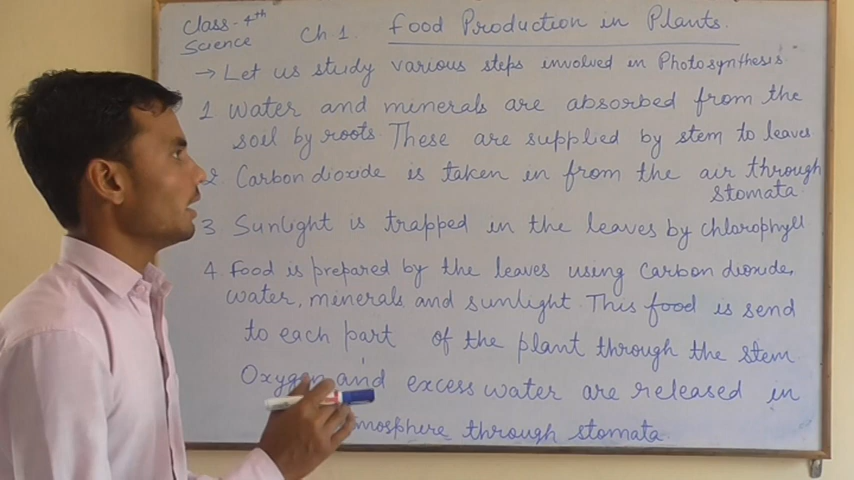 Class-4th
Science
Ch 1. Food Production in Plants.
→ Let us study various steps involved in Photosynthesis.
1 Water and minerals are absorbed from the
soil by roots. These are supplied by stem to leaves.
2. Carbon dioxide is taken in from the air through
stomata.
3 Sunlight is trapped in the leaves by chlorophyll
4 Food is prepared by the leaves using Carbon dioxide,
water, minerals and sunlight. This food is send
to each part of the plant through the stem.
Oxygen and excess water are released in
mosphere through stomata.